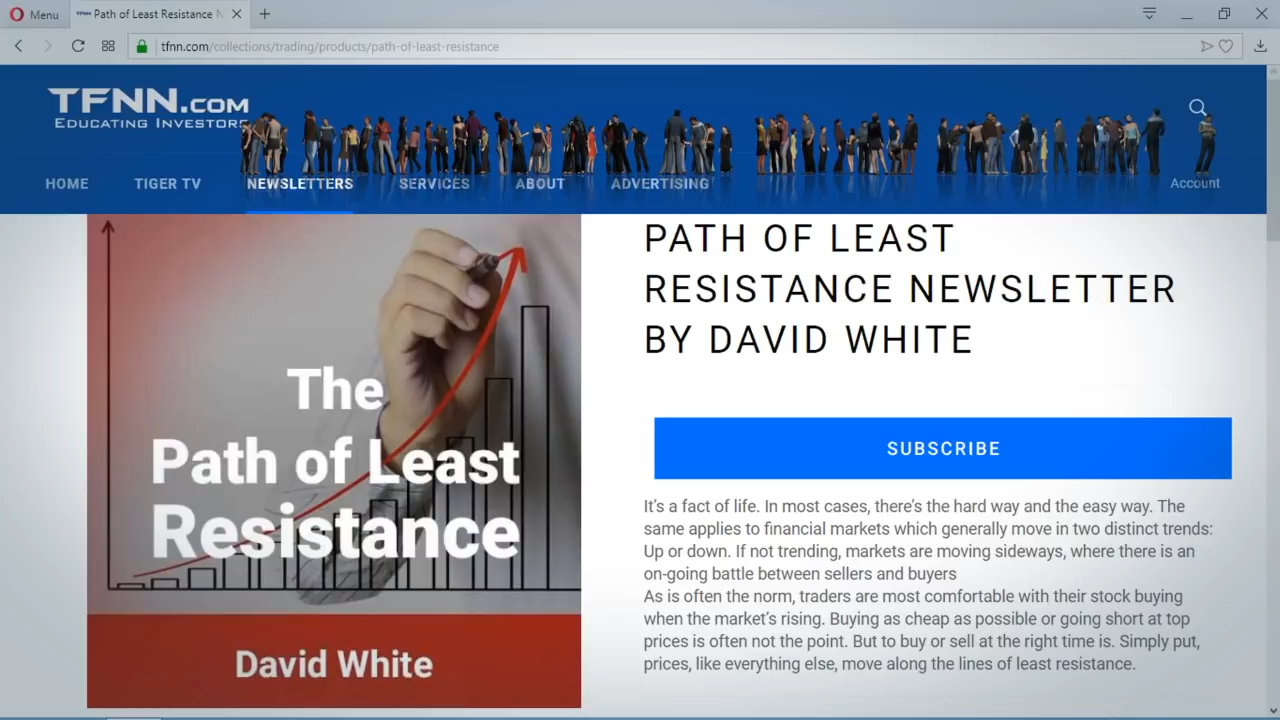 Menu
Path of Least Resistance N
tfnn.com/collections/trading/products/path-of-least-resistance
TFNN.COM
EDUCATING INVESTORS
HOME TIGER TV NEWSLETTERS SERVICES ABOUT ADVERTISING Account
The
Path of Least
Resistance
David White
PATH OF LEAST
RESISTANCE NEWSLETTER
BY DAVID WHITE
SUBSCRIBE
It's a fact of life. In most cases, there's the hard way and the easy way. The
same applies to financial markets which generally move in two distinct trends:
Up or down. If not trending, markets are moving sideways, where there is an
on-going battle between sellers and buyers
As is often the norm, traders are most comfortable with their stock buying
when the market's rising. Buying as cheap as possible or going short at top
prices is often not the point. But to buy or sell at the right time is. Simply put,
prices, like everything else, move along the lines of least resistance.